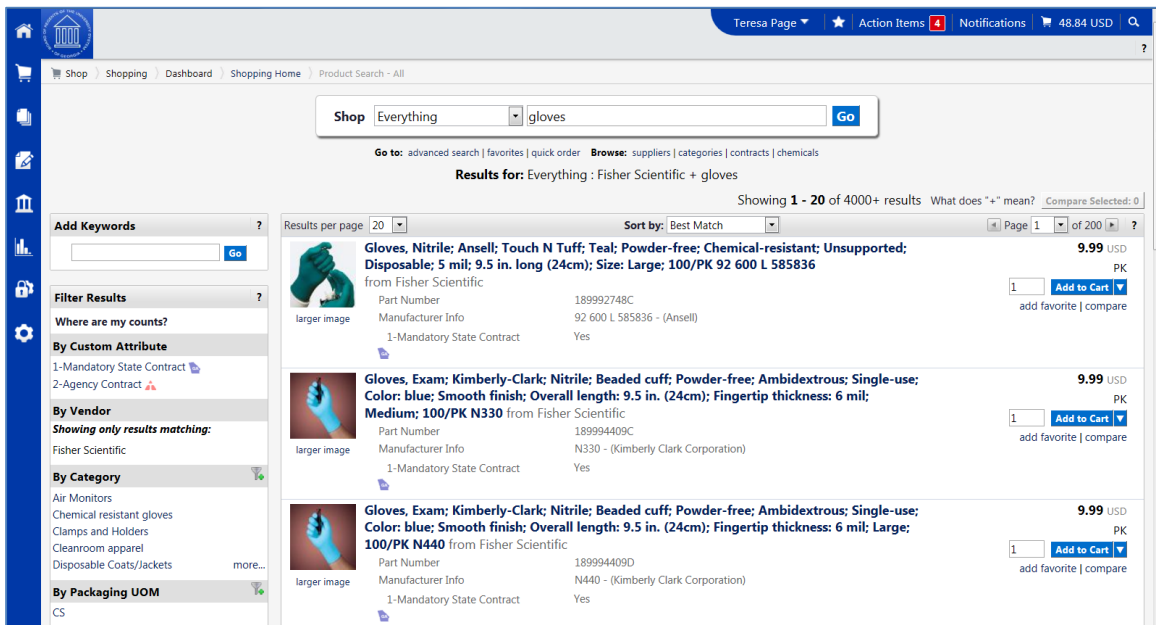 Teresa Page Action Items 4 Notifications 48.84 USD
?
Shop Shopping Dashboard Shopping Home Product Search - All
Shop Everything gloves Go
Go to: advanced search | favorites | quick order Browse: suppliers | categories | contracts | chemicals
Results for: Everything : Fisher Scientific + gloves
Showing 1 - 20 of 4000+ results What does "+" mean? Compare Selected: 0
Add Keywords ?
Go
Filter Results ?
Where are my counts?
By Custom Attribute
1-Mandatory State Contract
2-Agency Contract
By Vendor
Showing only results matching:
Fisher Scientific
By Category
Air Monitors
Chemical resistant gloves
Clamps and Holders
Cleanroom apparel
Disposable Coats/Jackets more...
By Packaging UOM
CS
Results per page 20 Sort by: Best Match Page 1 of 200 ?
Gloves, Nitrile; Ansell; Touch N Tuff; Teal; Powder-free; Chemical-resistant; Unsupported;
Disposable; 5 mil; 9.5 in. long (24cm); Size: Large; 100/PK 92 600 L 585836
from Fisher Scientific
Part Number 189992748C
Manufacturer Info 92 600 L 585836 - (Ansell)
1-Mandatory State Contract Yes
larger image
9.99 USD
PK
1 Add to Cart
add favorite | compare
Gloves, Exam; Kimberly-Clark; Nitrile; Beaded cuff; Powder-free; Ambidextrous; Single-use;
Color: blue; Smooth finish; Overall length: 9.5 in. (24cm); Fingertip thickness: 6 mil;
Medium; 100/PK N330 from Fisher Scientific
Part Number 189994409C
Manufacturer Info N330 - (Kimberly Clark Corporation)
1-Mandatory State Contract Yes
larger image
9.99 USD
PK
1 Add to Cart
add favorite | compare
Gloves, Exam; Kimberly-Clark; Nitrile; Beaded cuff; Powder-free; Ambidextrous; Single-use;
Color: blue; Smooth finish; Overall length: 9.5 in. (24cm); Fingertip thickness: 6 mil; Large;
100/PK N440 from Fisher Scientific
Part Number 189994409D
Manufacturer Info N440 - (Kimberly Clark Corporation)
1-Mandatory State Contract Yes
larger image
9.99 USD
PK
1 Add to Cart
add favorite | compare